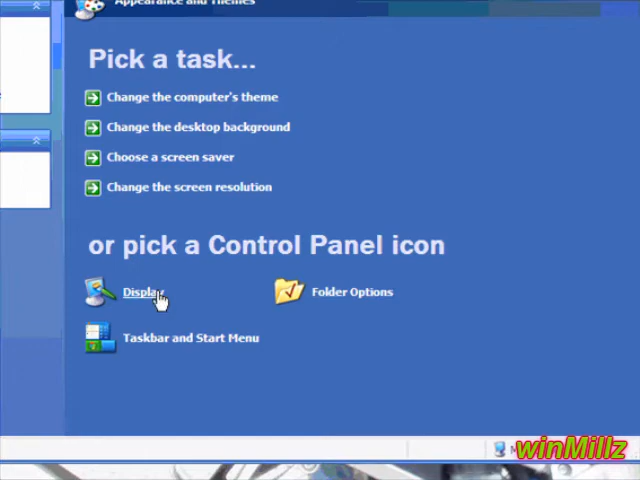 Appearance and Themes
Pick a task...
Change the computer's theme
Change the desktop background
Choose a screen saver
Change the screen resolution
or pick a Control Panel icon
Display
Folder Options
Taskbar and Start Menu
winMillz